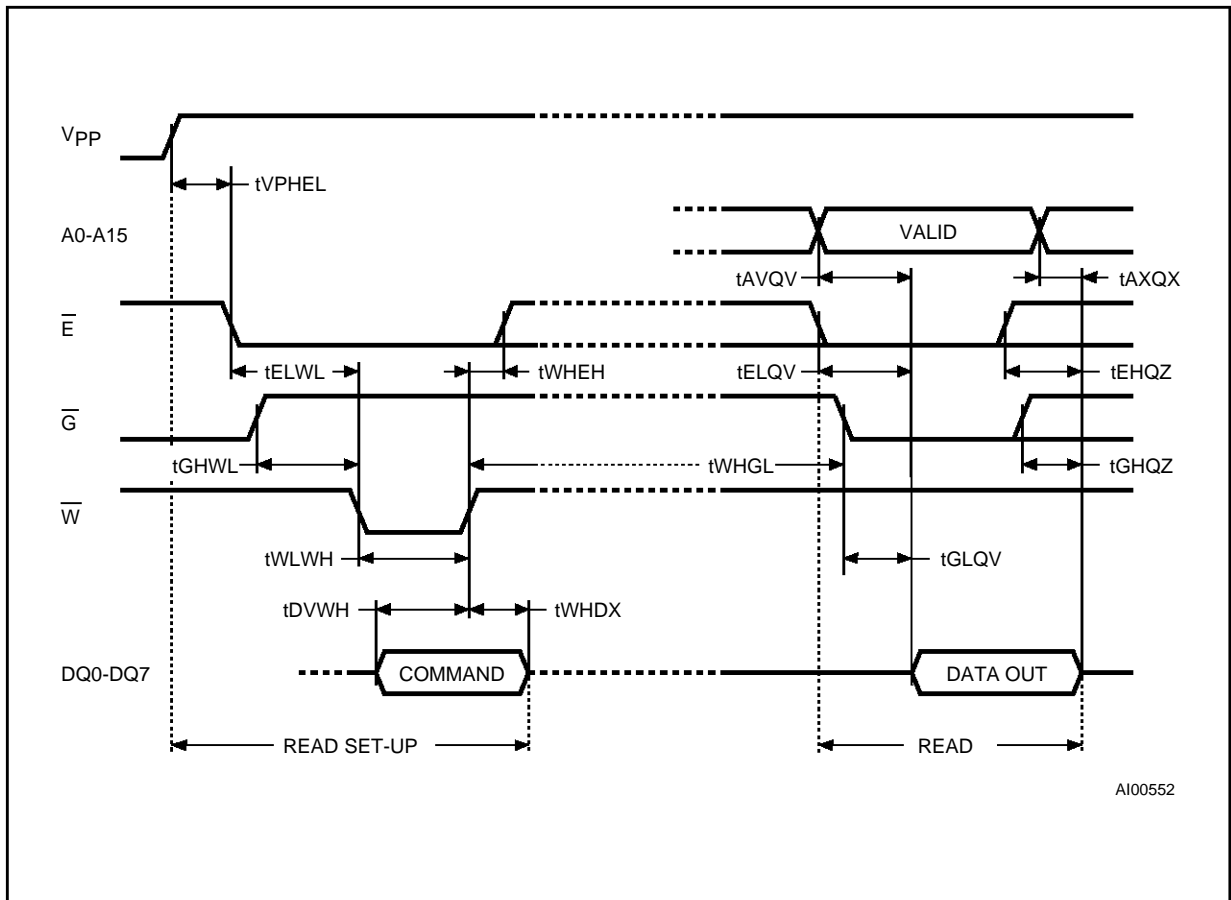 VPP
tVPHEL
A0-A15
VALID
tAVQV
tAXQX
E
tELWL
tWHEH
tELQV
tEHQZ
G
tGHWL
tWHGL
tGHQZ
W
tWLWH
tGLQV
tDVWH
tWHDX
DQ0-DQ7
COMMAND
DATA OUT
READ SET-UP
READ
AI00552